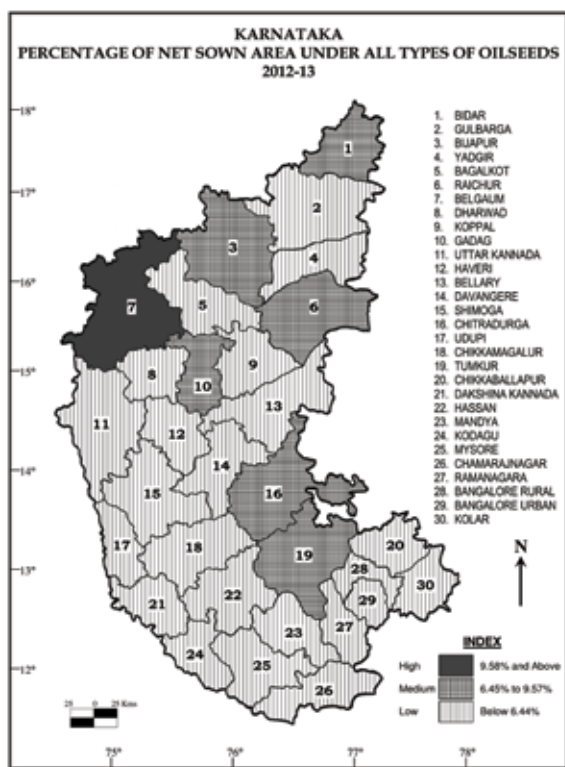 KARNATAKA
PERCENTAGE OF NET SOWN AREA UNDER ALL TYPES OF OILSEEDS
2012-13
18°
17°
16°
15°
14°
13°
12°
75°
76°
77°
78°
1
2
3
4
5
6
7
8
9
10
11
12
13
14
15
16
17
18
19
20
21
22
23
24
25
26
27
28
29
30
1. BIDAR
2. GULBARGA
3. BIJAPUR
4. YADGIR
5. BAGALKOT
6. RAICHUR
7. BELGAUM
8. DHARWAD
9. KOPPAL
10. GADAG
11. UTTAR KANNADA
12. HAVERI
13. BELLARY
14. DAVANGERE
15. SHIMOGA
16. CHITRADURGA
17. UDUPI
18. CHIKKAMAGALUR
19. TUMKUR
20. CHIKKABALLAPUR
21. DAKSHINA KANNADA
22. HASSAN
23. MANDYA
24. KODAGU
25. MYSORE
26. CHAMARAJNAGAR
27. RAMANAGARA
28. BANGALORE RURAL
29. BANGALORE URBAN
30. KOLAR
N
INDEX
High 9.58% and Above
Medium 6.45% to 9.57%
Low Below 6.44%
25 0 25 Kms